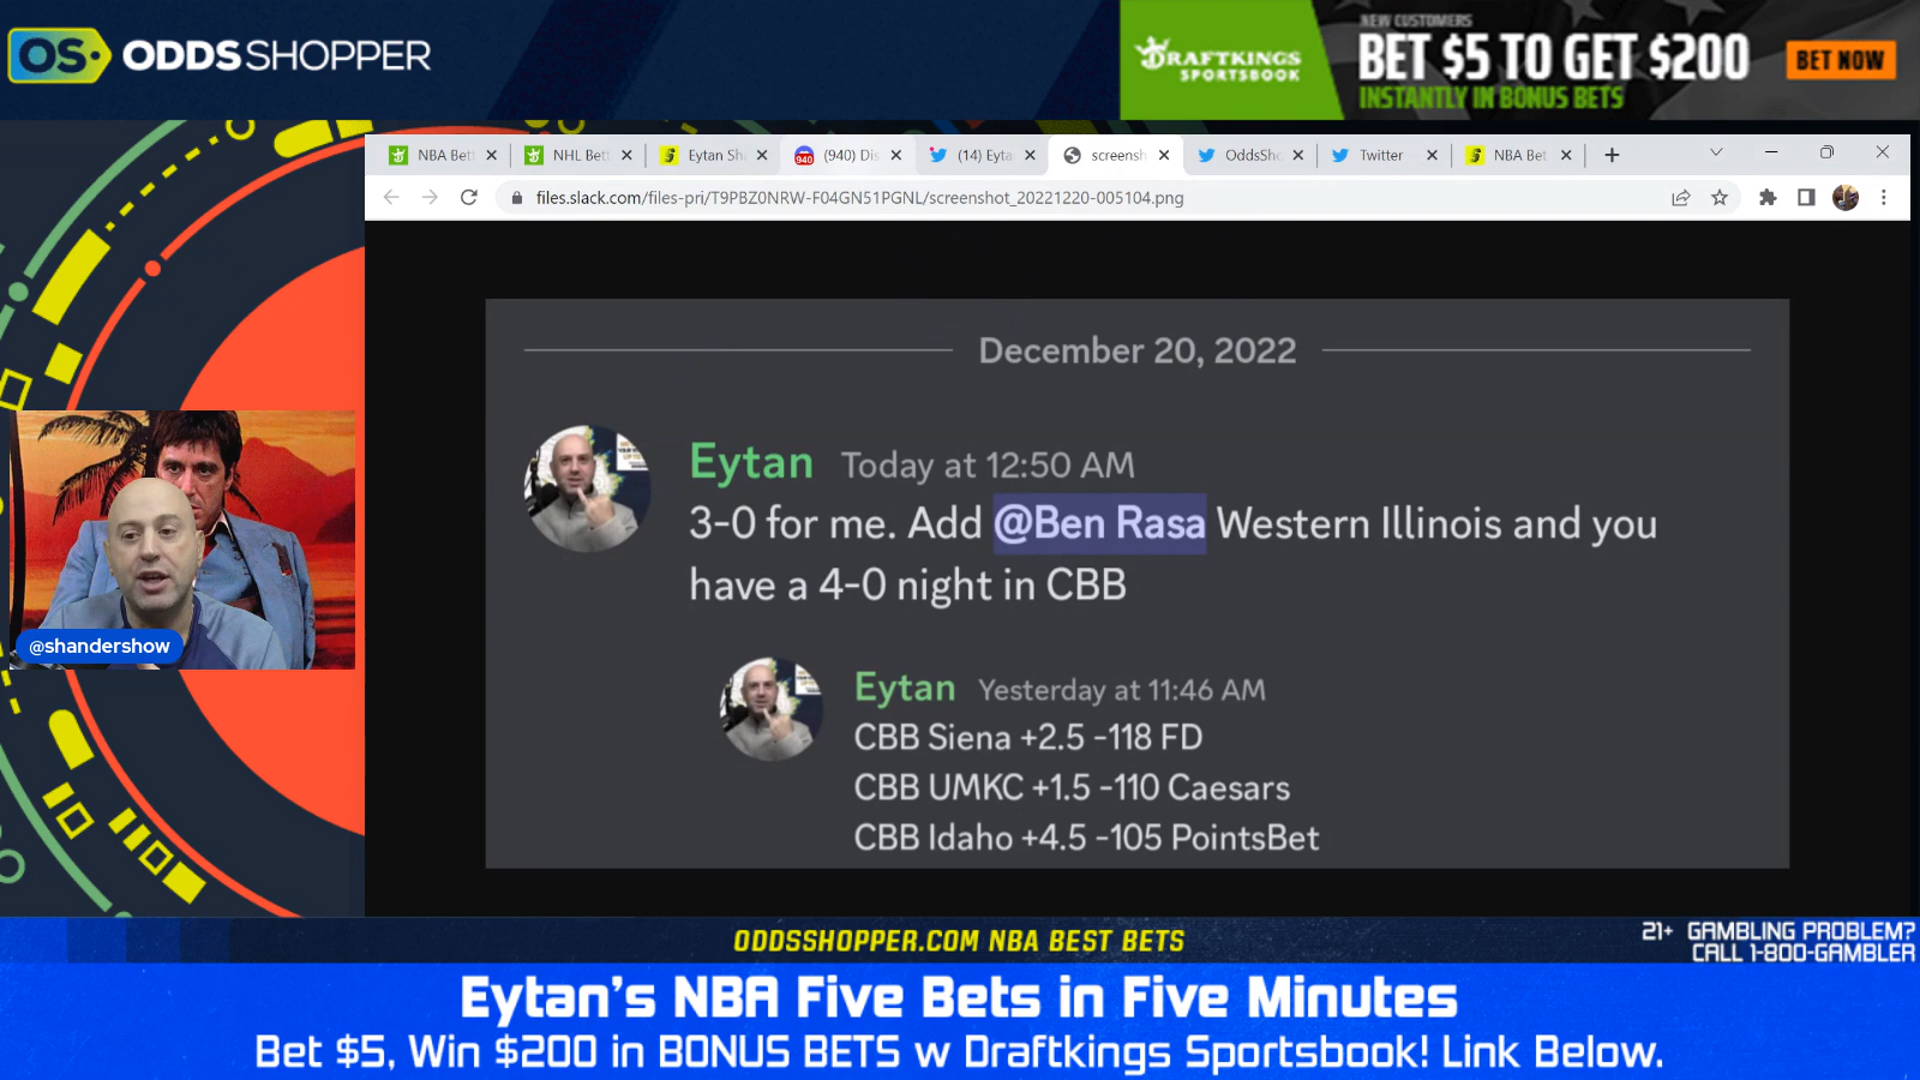 OS. ODDSSHOPPER
DRAFTKINGS
SPORTSBOOK
NEW CUSTOMERS
BET $5 TO GET $200
INSTANTLY IN BONUS BETS
BET NOW
NBA Bet
NHL Bet
Eytan Sh
940
(940) Dis
(14) Eyta
screensh
OddsSho
Twitter
NBA Bet
files.slack.com/files-pri/T9PBZ0NRW-F04GN51PGNL/screenshot_20221220-005104.png
December 20, 2022
Eytan Today at 12:50 AM
3-0 for me. Add @Ben Rasa Western Illinois and you
have a 4-0 night in CBB
Eytan Yesterday at 11:46 AM
CBB Siena +2.5 -118 FD
CBB UMKC +1.5 -110 Caesars
CBB Idaho +4.5 -105 PointsBet
@shandershow
ODDSSHOPPER.COM NBA BEST BETS
21+ GAMBLING PROBLEM?
CALL 1-800-GAMBLER
Eytan's NBA Five Bets in Five Minutes
Bet $5, Win $200 in BONUS BETS w Draftkings Sportsbook! Link Below.